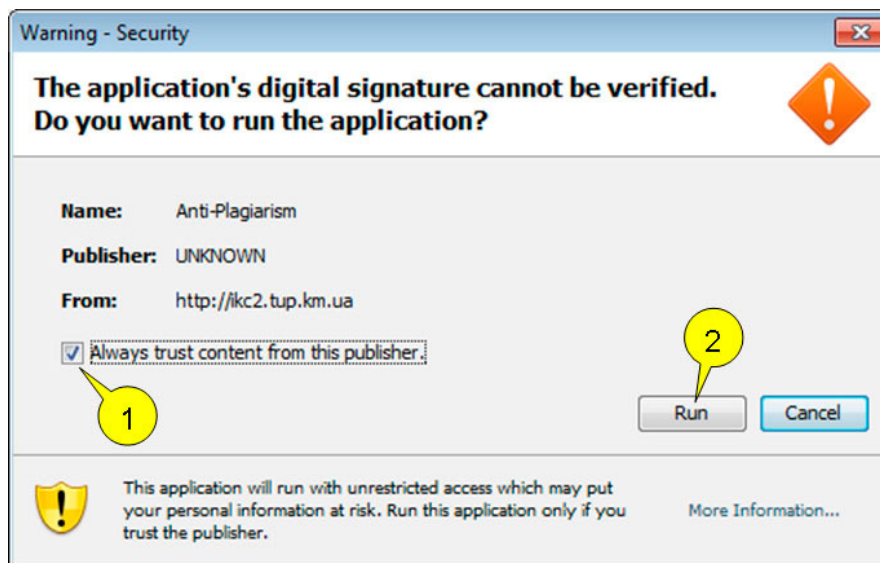 Warning - Security
The application's digital signature cannot be verified.
Do you want to run the application?
Name: Anti-Plagiarism
Publisher: UNKNOWN
From: http://ikc2.tup.km.ua
Always trust content from this publisher.
1
2
Run Cancel
This application will run with unrestricted access which may put
your personal information at risk. Run this application only if you
trust the publisher.
More Information...